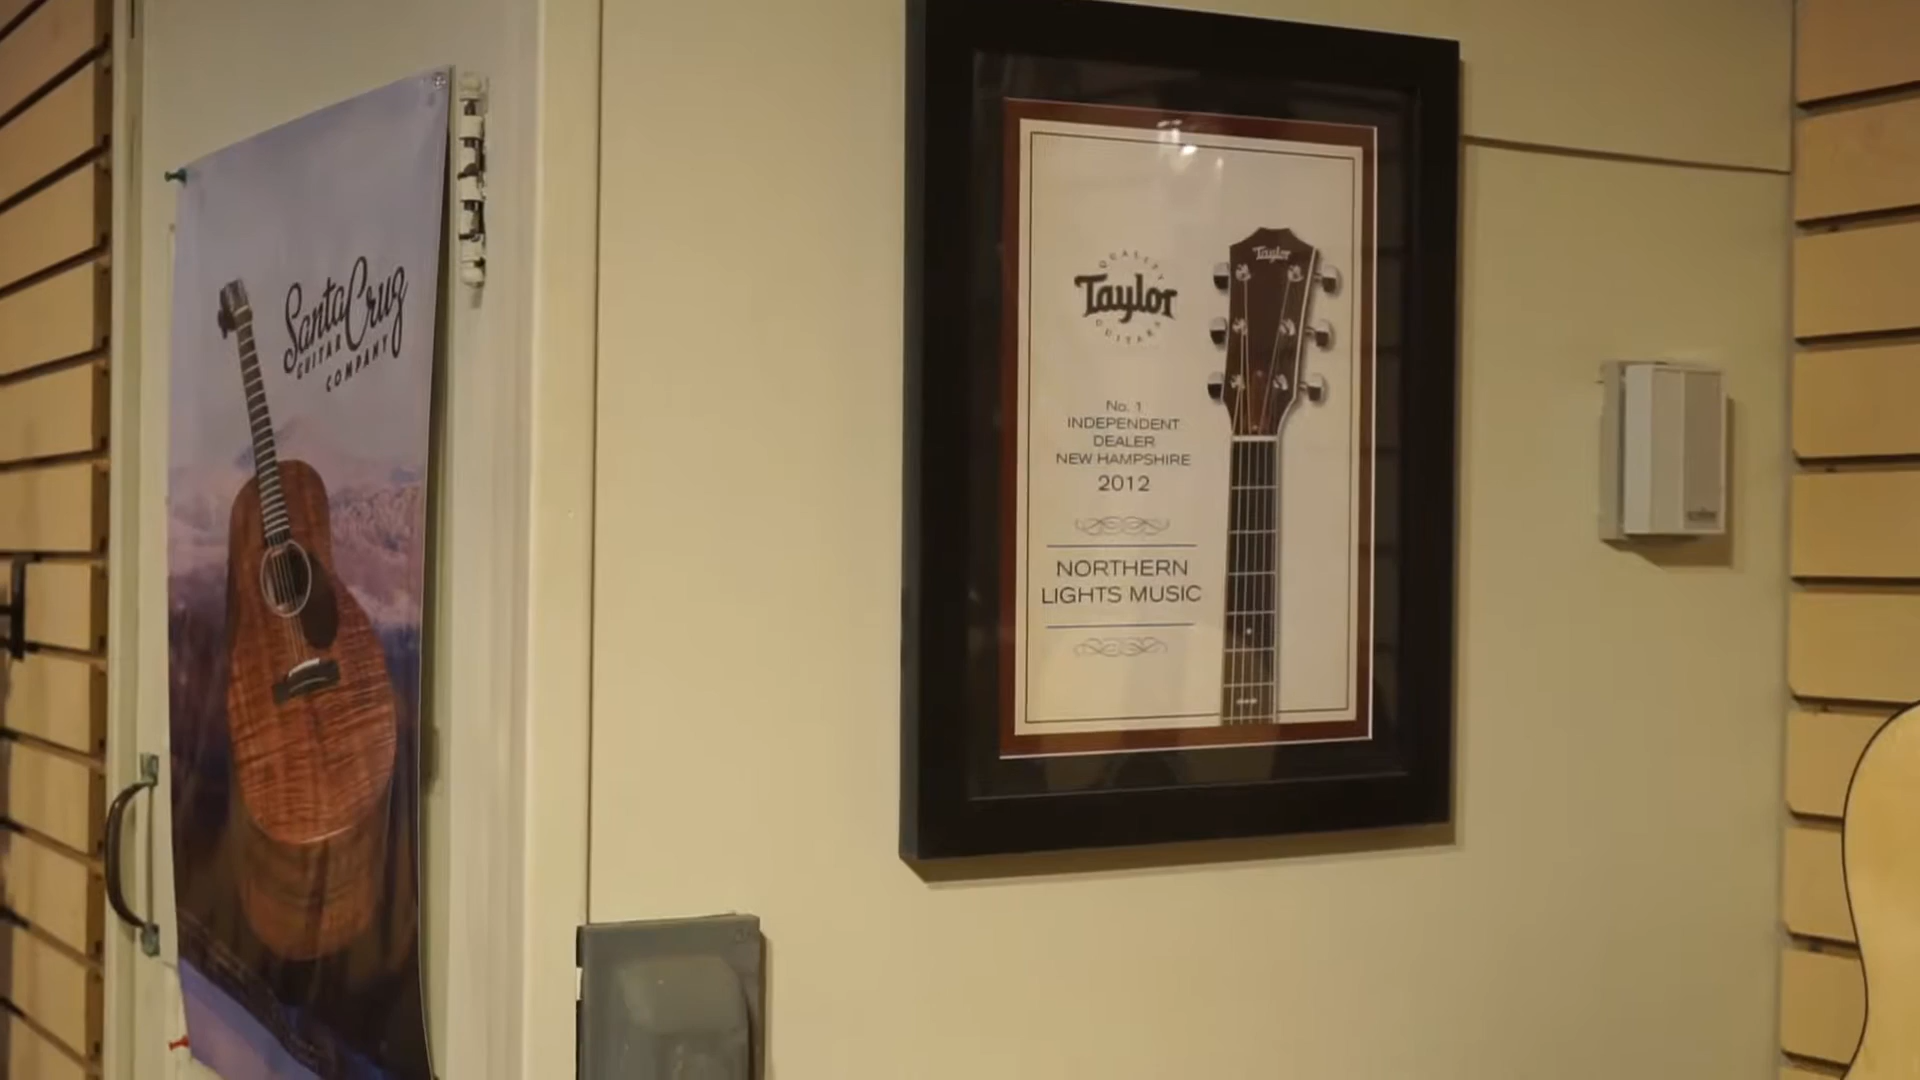 Santa Cruz
GUITAR
COMPANY
QUALITY
Taylor
GUITARS
No. 1
INDEPENDENT
DEALER
NEW HAMPSHIRE
2012
NORTHERN
LIGHTS MUSIC
Taylor